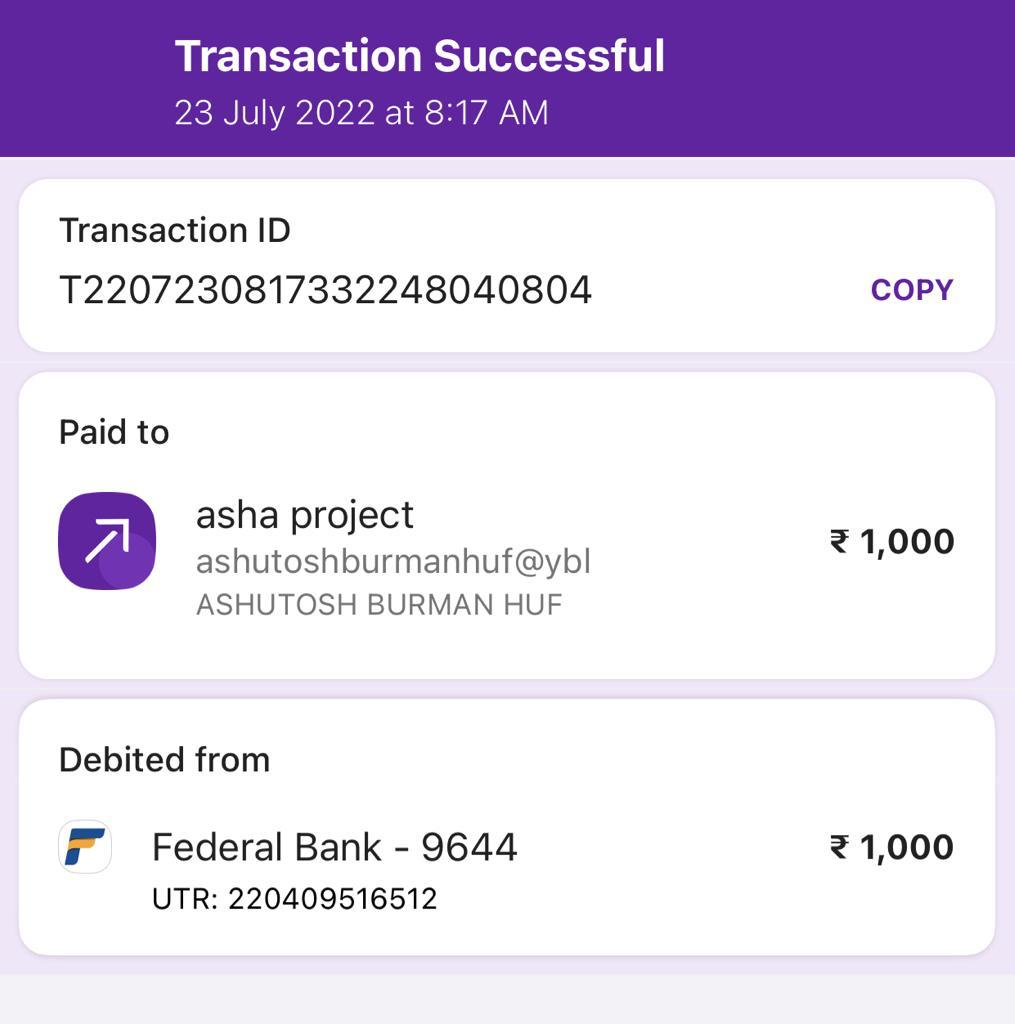 Transaction Successful
23 July 2022 at 8:17 AM
Transaction ID
T2207230817332248040804
COPY
Paid to
asha project
ashutoshburmanhuf@ybl
ASHUTOSH BURMAN HUF
₹ 1,000
Debited from
Federal Bank - 9644
₹ 1,000
UTR: 220409516512